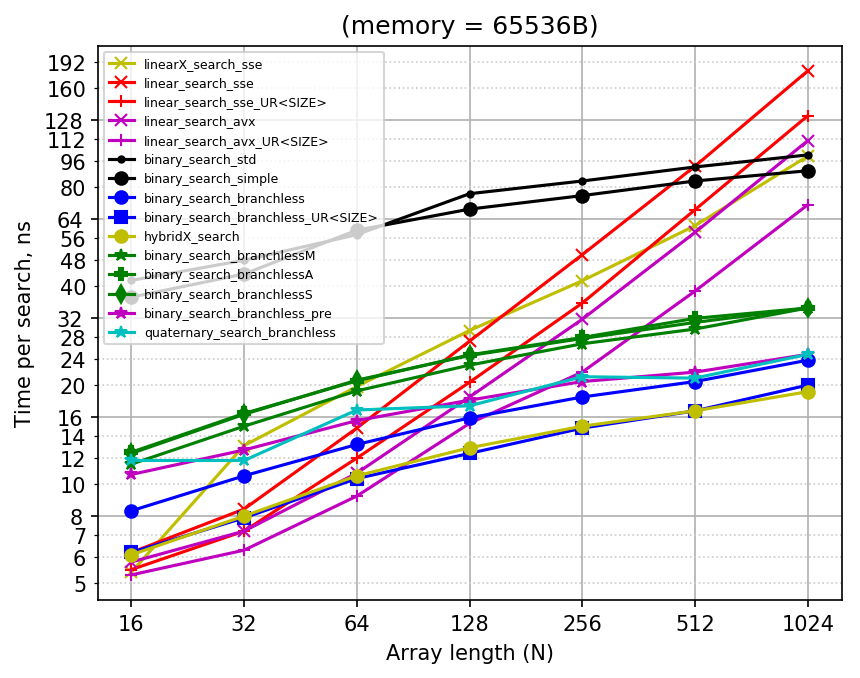 (memory = 65536B)
Time per search, ns
192
160
128
112
96
80
64
56
48
40
32
28
24
20
16
14
12
10
8
7
6
5
linearX_search_sse
linear_search_sse
linear_search_sse_UR<SIZE>
linear_search_avx
linear_search_avx_UR<SIZE>
binary_search_std
binary_search_simple
binary_search_branchless
binary_search_branchless_UR<SIZE>
hybridX_search
binary_search_branchlessM
binary_search_branchlessA
binary_search_branchlessS
binary_search_branchless_pre
quaternary_search_branchless
16 32 64 128 256 512 1024
Array length (N)